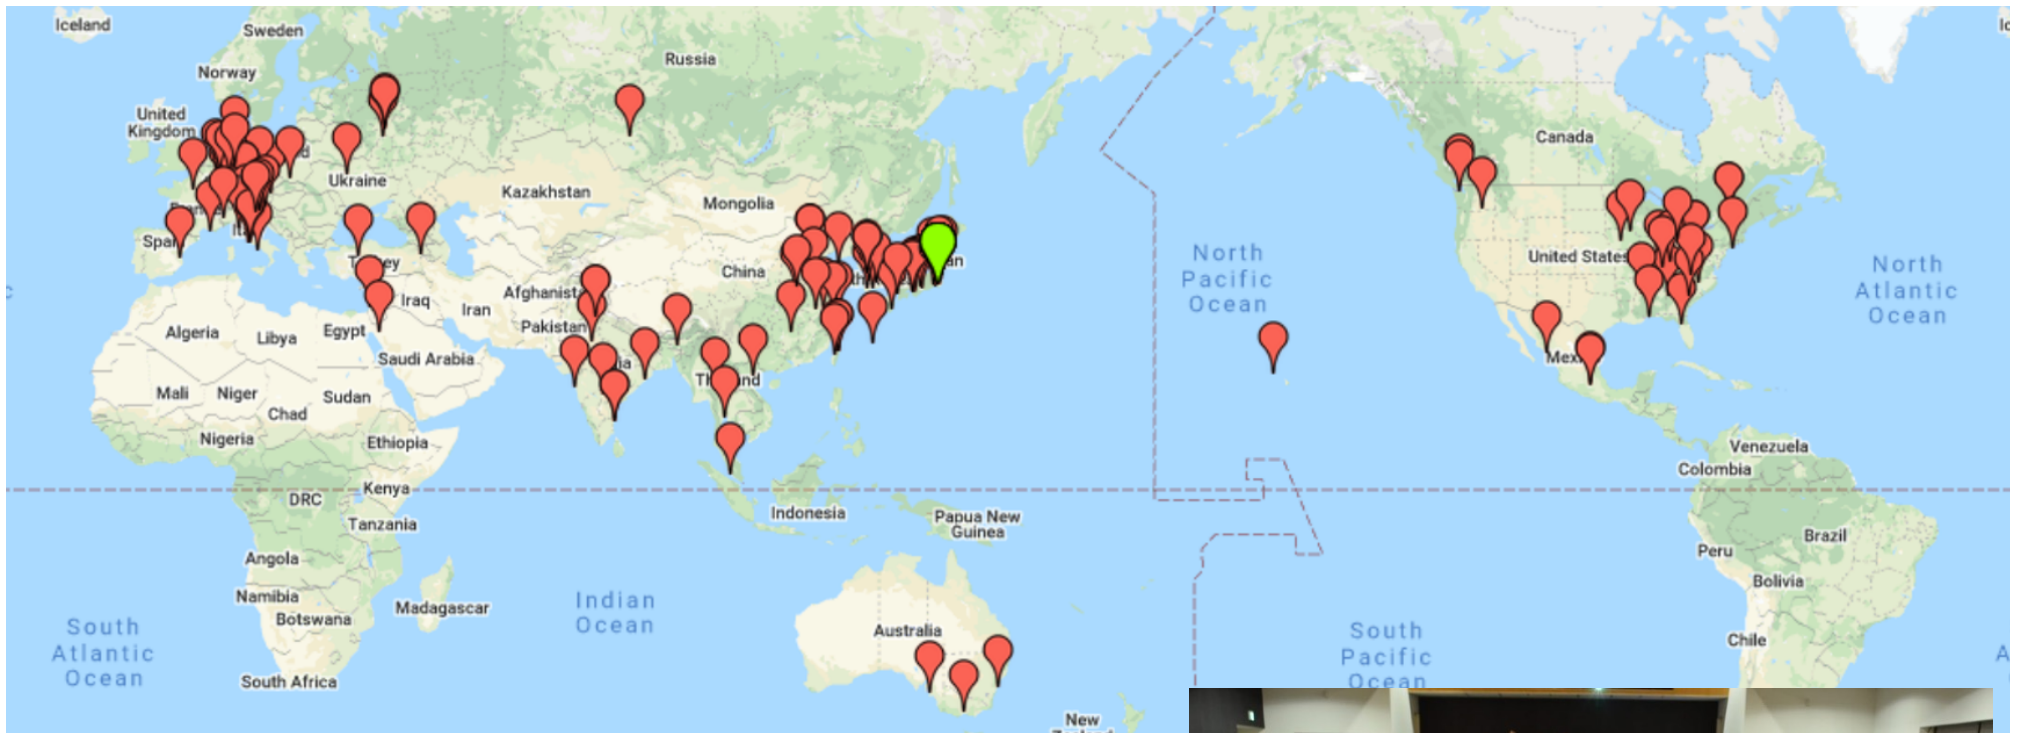 Iceland
Sweden
Norway
Russia
United
Kingdom
Canada
Ukraine
Kazakhstan
Mongolia
United States
North
Pacific
Ocean
North
Atlantic
Ocean
China
Iraq
Iran
Pakistan
Algeria
Libya
Egypt
Saudi Arabia
Mali
Niger
Chad
Sudan
Nigeria
Ethiopia
Venezuela
Colombia
DRC
Kenya
Tanzania
Indonesia
Papua New
Guinea
Peru
Brazil
Angola
Bolivia
Namibia
Botswana
Madagascar
Indian
Ocean
South
Atlantic
Ocean
Australia
South
Pacific
Ocean
Chile
South Africa
New